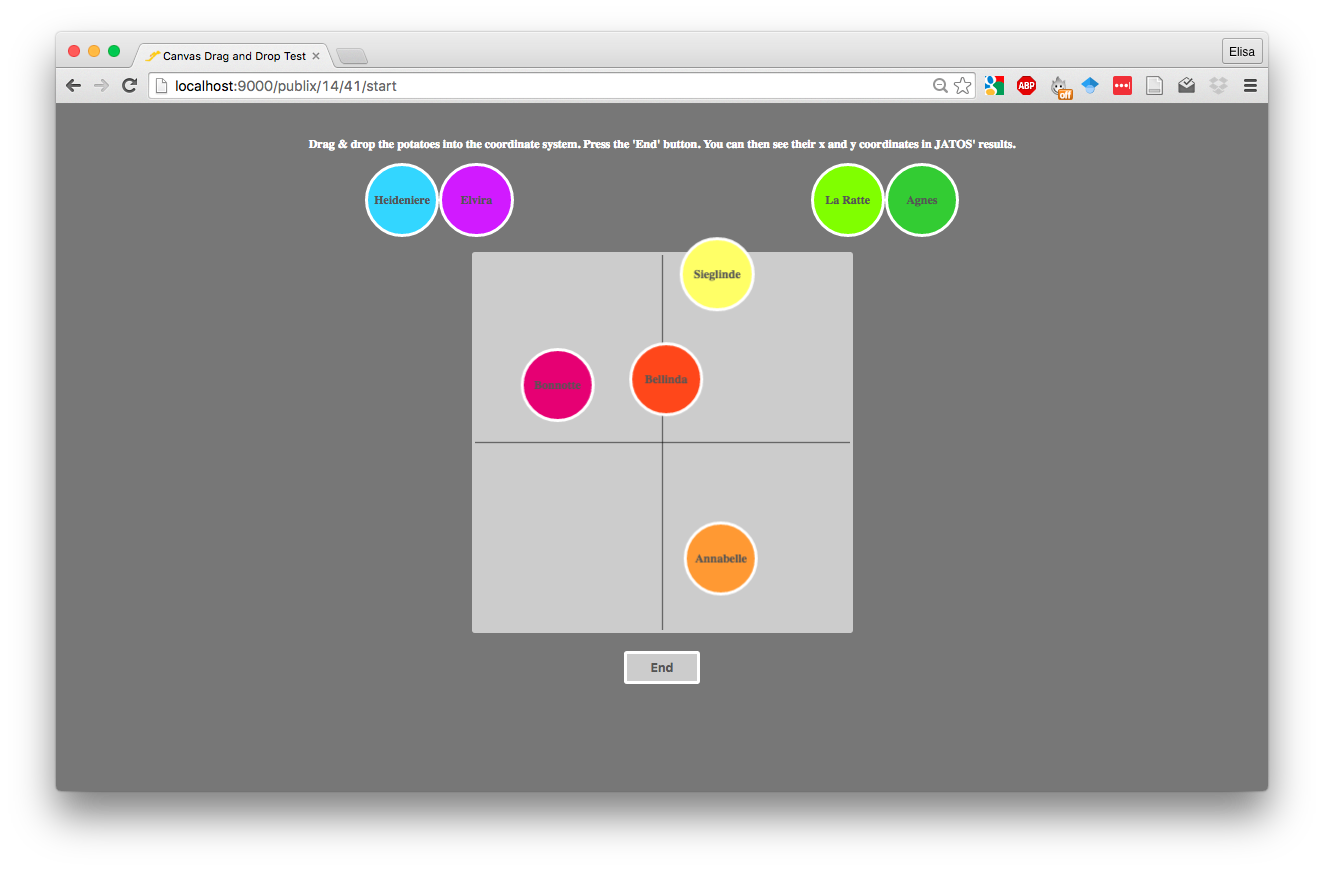 Canvas Drag and Drop Test
Elisa
localhost:9000/publix/14/41/start
ABP
off
Drag & drop the potatoes into the coordinate system. Press the 'End' button. You can then see their x and y coordinates in JATOS' results.
Heideniere
Elvira
La Ratte
Agnes
Sieglinde
Bellinda
Annabelle
End